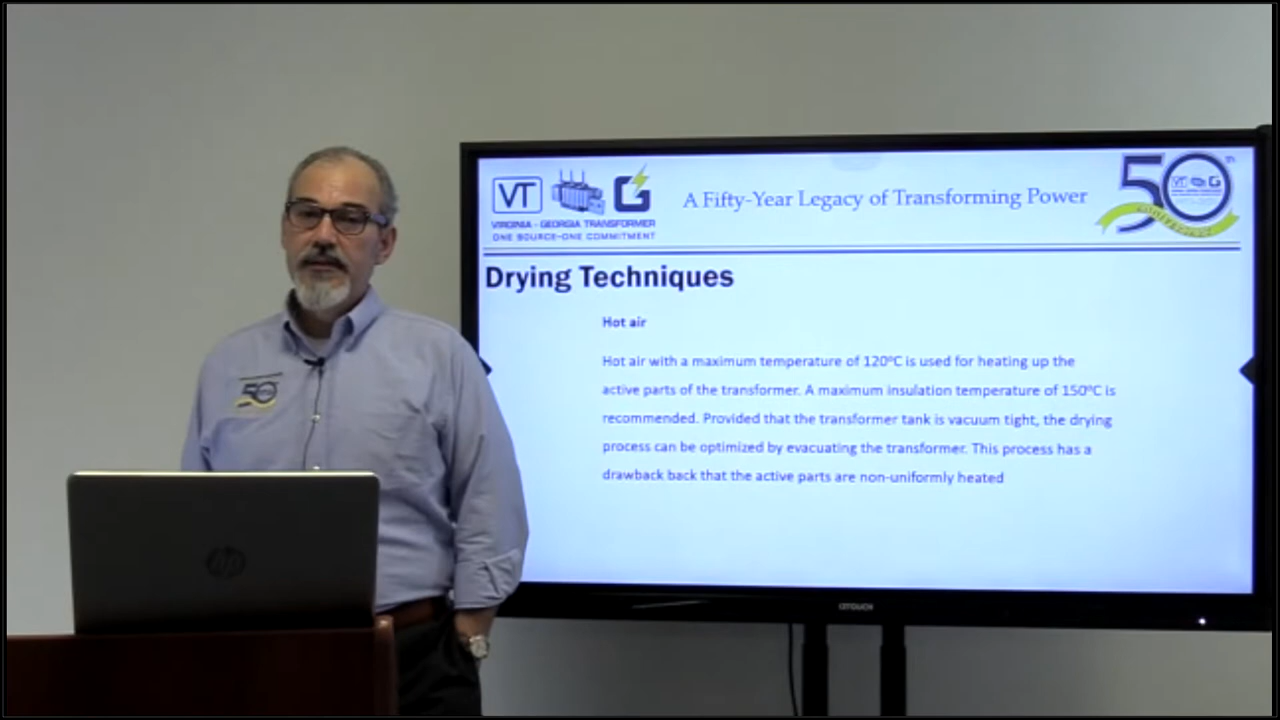 VT
G
VIRGINIA - GEORGIA TRANSFORMER
ONE SOURCE-ONE COMMITMENT
A Fifty-Year Legacy of Transforming Power
50th
Drying Techniques
Hot air
Hot air with a maximum temperature of 120ºC is used for heating up the
active parts of the transformer. A maximum insulation temperature of 150ºC is
recommended. Provided that the transformer tank is vacuum tight, the drying
process can be optimized by evacuating the transformer. This process has a
drawback back that the active parts are non-uniformly heated
50
hp